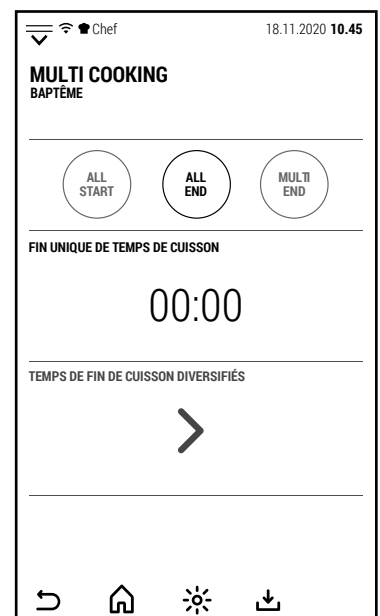 Chef 18.11.2020 10.45
MULTI COOKING
BAPTÊME
ALL START
ALL END
MULTI END
FIN UNIQUE DE TEMPS DE CUISSON
00:00
TEMPS DE FIN DE CUISSON DIVERSIFIÉS